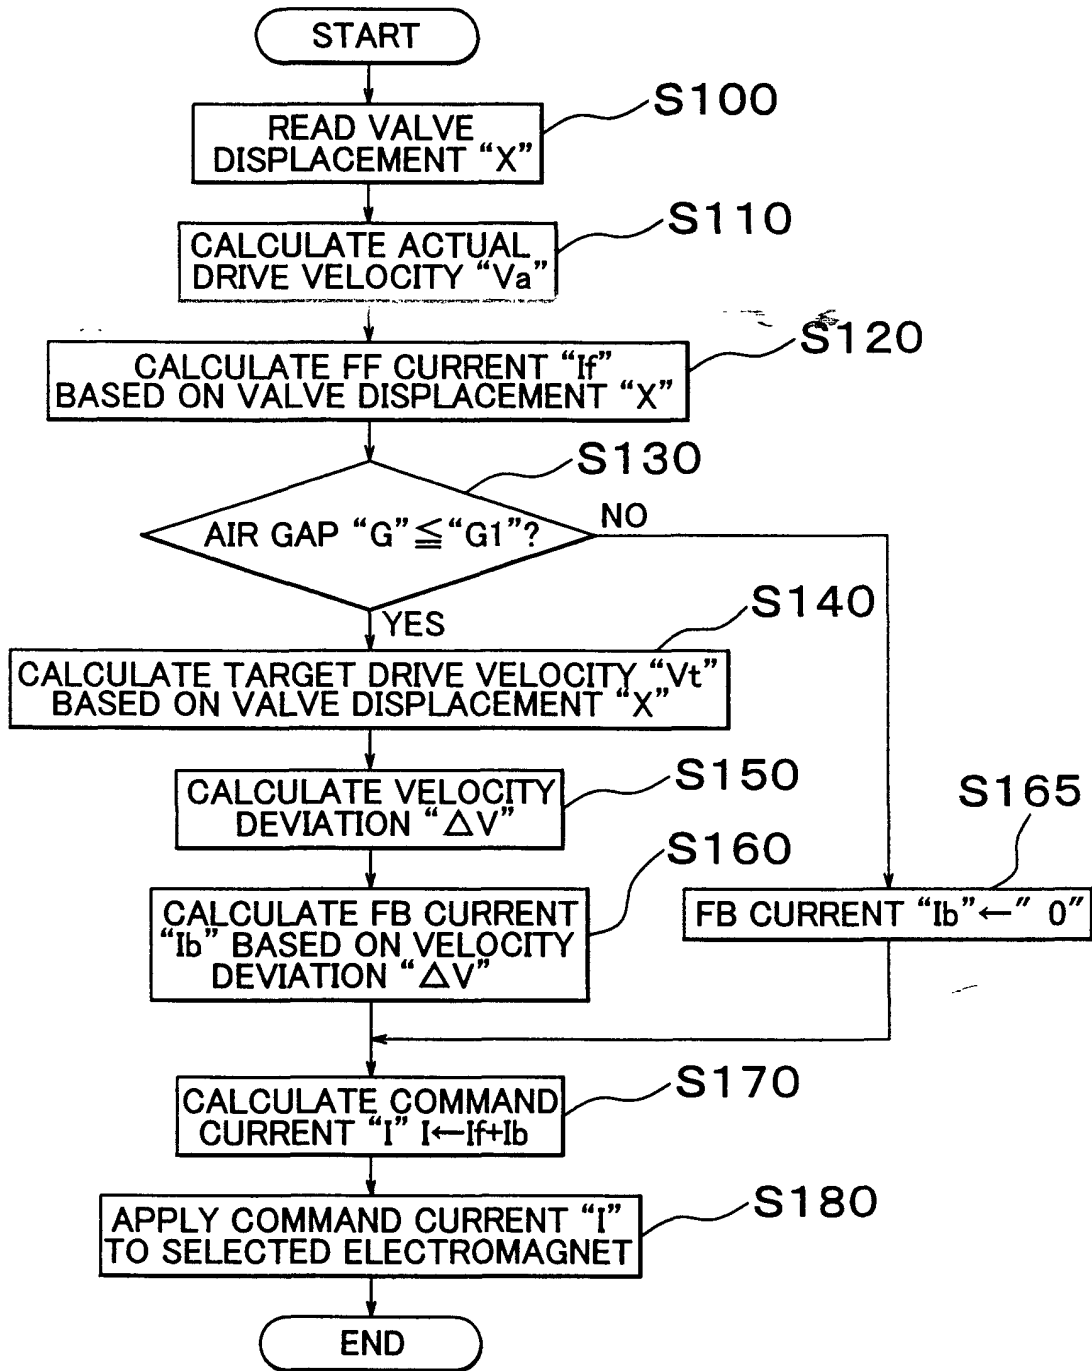 START
S100
READ VALVE
DISPLACEMENT “X”
S110
CALCULATE ACTUAL
DRIVE VELOCITY “Va”
S120
CALCULATE FF CURRENT “If”
BASED ON VALVE DISPLACEMENT “X”
S130
AIR GAP “G”≦“G1”?
NO
YES
S140
CALCULATE TARGET DRIVE VELOCITY “Vt”
BASED ON VALVE DISPLACEMENT “X”
S150
CALCULATE VELOCITY
DEVIATION “△V”
S165
FB CURRENT “Ib”←" 0"
S160
CALCULATE FB CURRENT
“Ib” BASED ON VELOCITY
DEVIATION “△V”
S170
CALCULATE COMMAND
CURRENT “I” I←If+Ib
S180
APPLY COMMAND CURRENT “I”
TO SELECTED ELECTROMAGNET
END